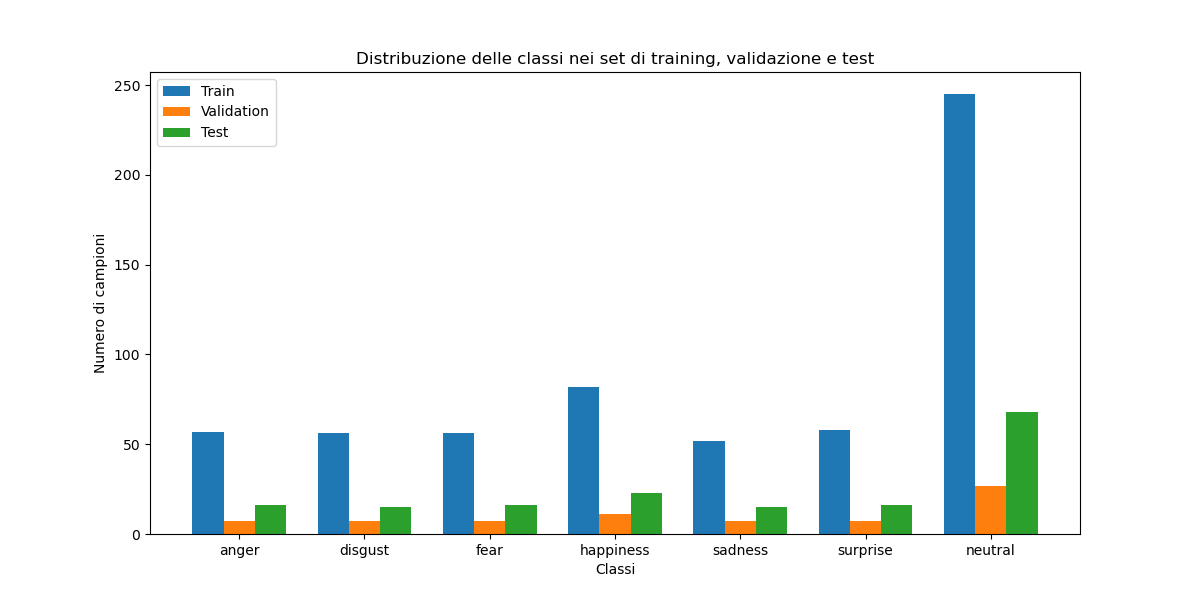 Distribuzione delle classi nei set di training, validazione e test
Train
Validation
Test
250
200
150
100
50
0
Numero di campioni
anger disgust fear happiness sadness surprise neutral
Classi